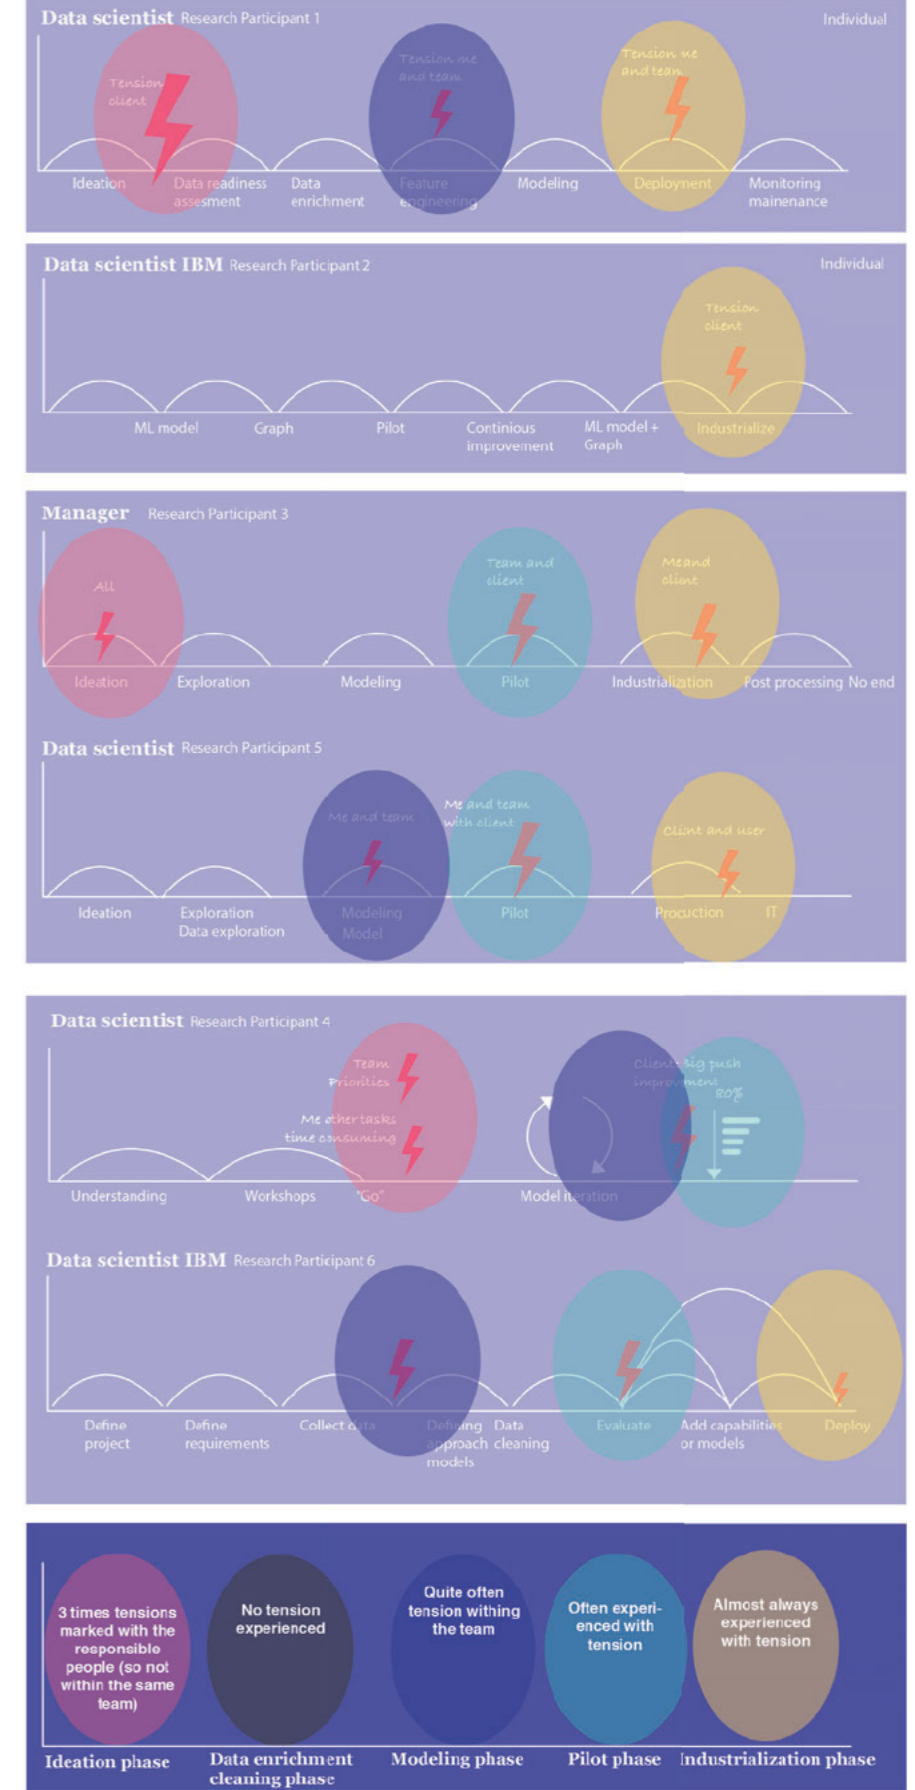 Data scientist Research Participant 1
Individual
Tension
client
Tension me
and team
Tension me
and team
Ideation
Data readiness
assesment
Data
enrichment
Feature
engineering
Modeling
Deployment
Monitoring
mainenance
Data scientist IBM Research Participant 2
Individual
Tension
client
ML model
Graph
Pilot
Continious
improvement
ML model +
Graph
Industrialize
Manager Research Participant 3
All
Team and
client
Me and
client
Ideation
Exploration
Modeling
Pilot
Industrialization
Post processing No end
Data scientist Research Participant 5
Me and team
Me and team
with client
Client and user
Ideation
Exploration
Data exploration
Modeling
Model
Pilot
Production
IT
Data scientist Research Participant 4
Team
Priorities
Me other tasks
time consuming
Client: Big push
improvement
80%
Understanding
Workshops
"Go"
Model iteration
Data scientist IBM Research Participant 6
Define
project
Define
requirements
Collect data
Defining
approach
models
Data
cleaning
Evaluate
Add capabilities
or models
Deploy
3 times tensions
marked with the
responsible
people (so not
within the same
team)
No tension
experienced
Quite often
tension withing
the team
Often experi-
enced with
tension
Almost always
experienced
with tension
Ideation phase
Data enrichment
cleaning phase
Modeling phase
Pilot phase
Industrialization phase